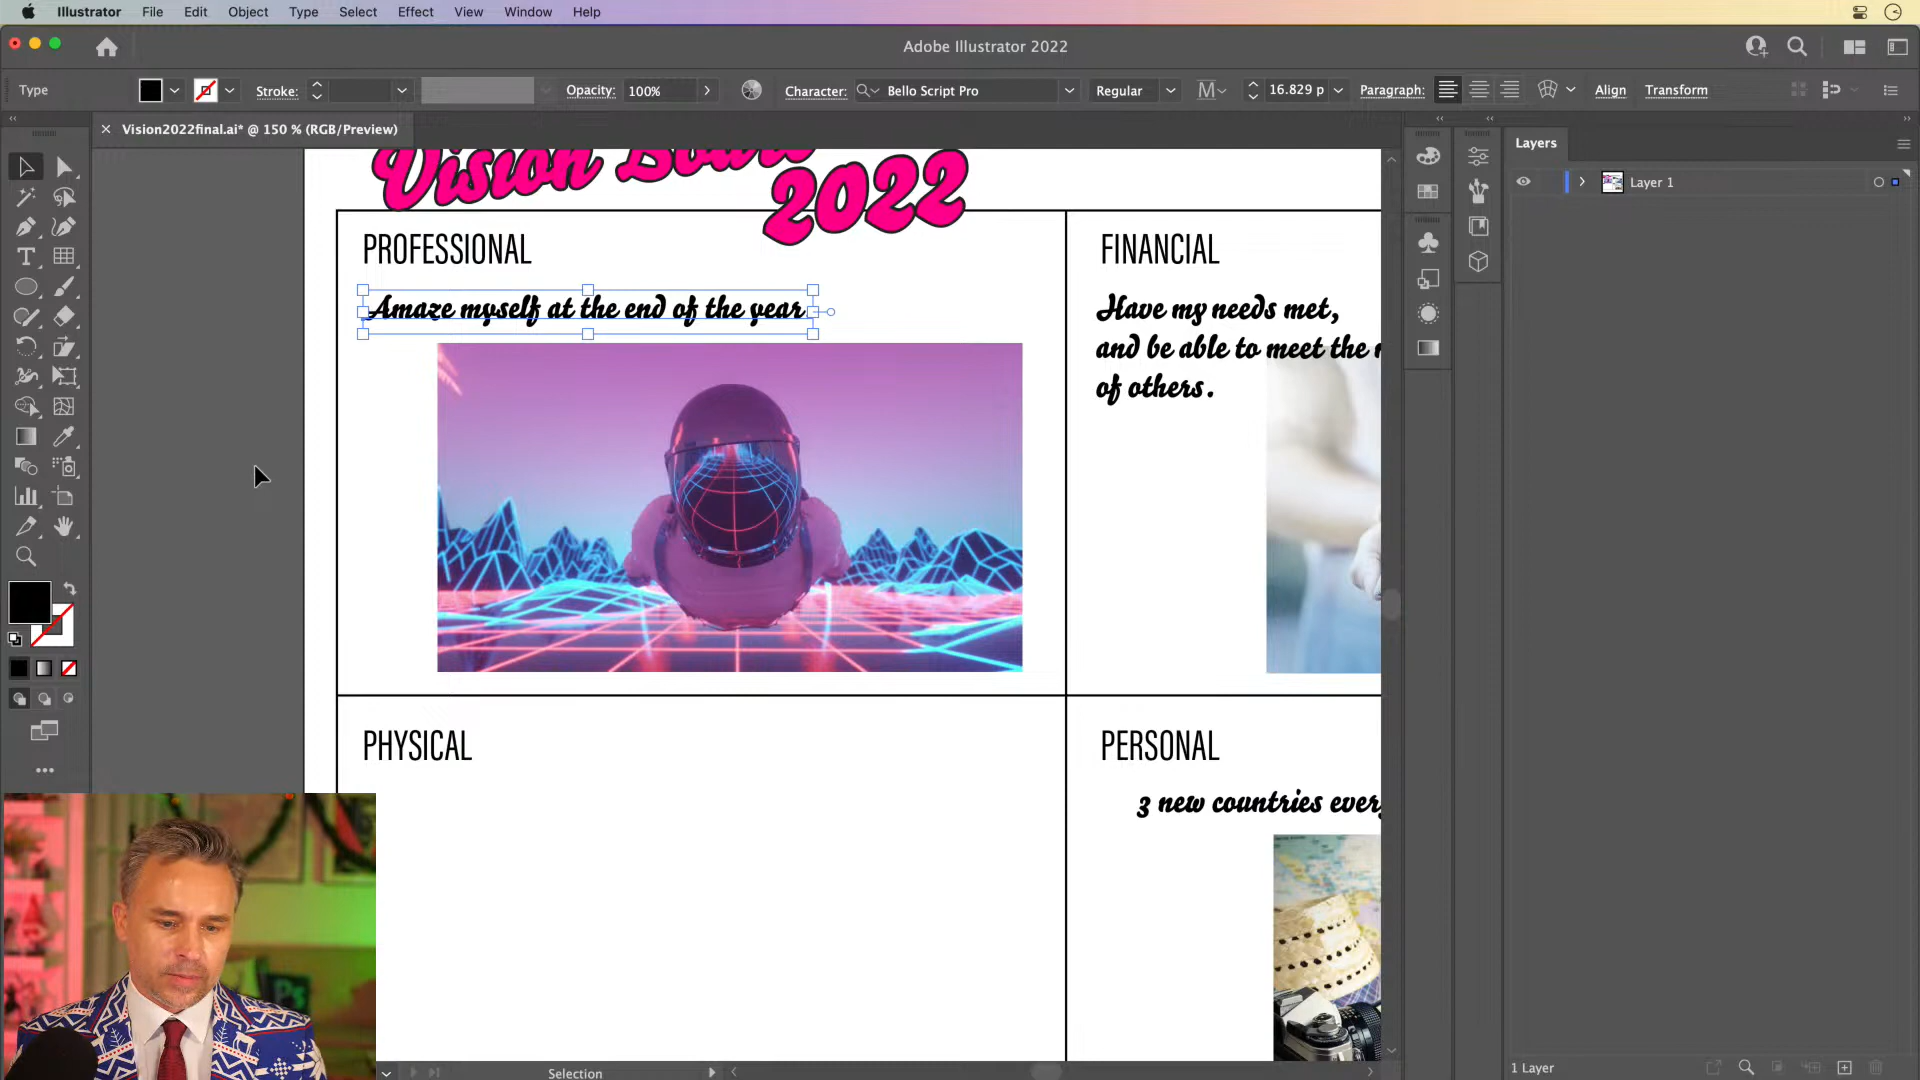 Illustrator File Edit Object Type Select Effect View Window Help
Adobe Illustrator 2022
Type Stroke: Opacity: 100% Character: Bello Script Pro Regular 16.829 p Paragraph: Align Transform
× Vision2022final.ai* @ 150 % (RGB/Preview)
Layers
Layer 1
Vision Board
2022
PROFESSIONAL
Amaze myself at the end of the year
FINANCIAL
Have my needs met,
and be able to meet the
of others.
PHYSICAL
PERSONAL
3 new countries every
Selection
1 Layer